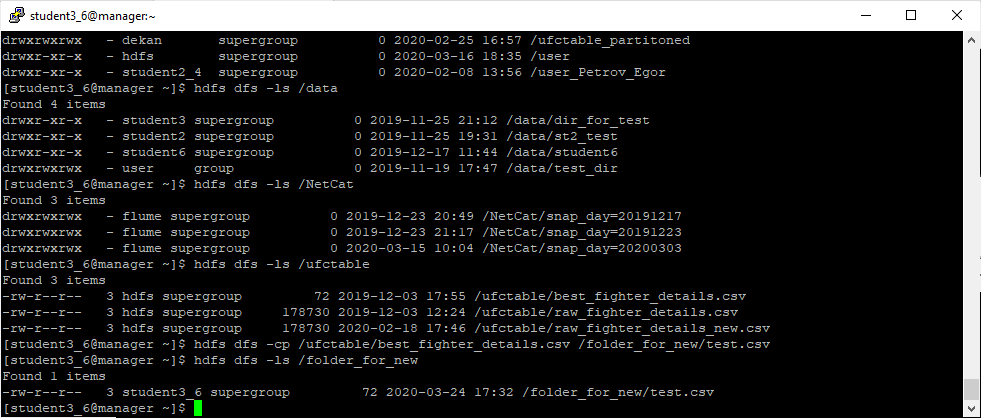 student3_6@manager:~
drwxrwxrwx   - dekan      supergroup          0 2020-02-25 16:57 /ufctable_partitoned
drwxr-xr-x   - hdfs       supergroup          0 2020-03-16 18:35 /user
drwxr-xr-x   - student2_4 supergroup          0 2020-02-08 13:56 /user_Petrov_Egor
[student3_6@manager ~]$ hdfs dfs -ls /data
Found 4 items
drwxr-xr-x   - student3 supergroup          0 2019-11-25 21:12 /data/dir_for_test
drwxr-xr-x   - student2 supergroup          0 2019-11-25 19:31 /data/st2_test
drwxr-xr-x   - student6 supergroup          0 2019-12-17 11:44 /data/student6
drwxrwxrwx   - user     group               0 2019-11-19 17:47 /data/test_dir
[student3_6@manager ~]$ hdfs dfs -ls /NetCat
Found 3 items
drwxrwxrwx   - flume supergroup          0 2019-12-23 20:49 /NetCat/snap_day=20191217
drwxrwxrwx   - flume supergroup          0 2019-12-23 21:17 /NetCat/snap_day=20191223
drwxrwxrwx   - flume supergroup          0 2020-03-15 10:04 /NetCat/snap_day=20200303
[student3_6@manager ~]$ hdfs dfs -ls /ufctable
Found 3 items
-rw-r--r--   3 hdfs supergroup         72 2019-12-03 17:55 /ufctable/best_fighter_details.csv
-rw-r--r--   3 hdfs supergroup     178730 2019-12-03 12:24 /ufctable/raw_fighter_details.csv
-rw-r--r--   3 hdfs supergroup     178730 2020-02-18 17:46 /ufctable/raw_fighter_details_new.csv
[student3_6@manager ~]$ hdfs dfs -cp /ufctable/best_fighter_details.csv /folder_for_new/test.csv
[student3_6@manager ~]$ hdfs dfs -ls /folder_for_new
Found 1 items
-rw-r--r--   3 student3_6 supergroup         72 2020-03-24 17:32 /folder_for_new/test.csv
[student3_6@manager ~]$